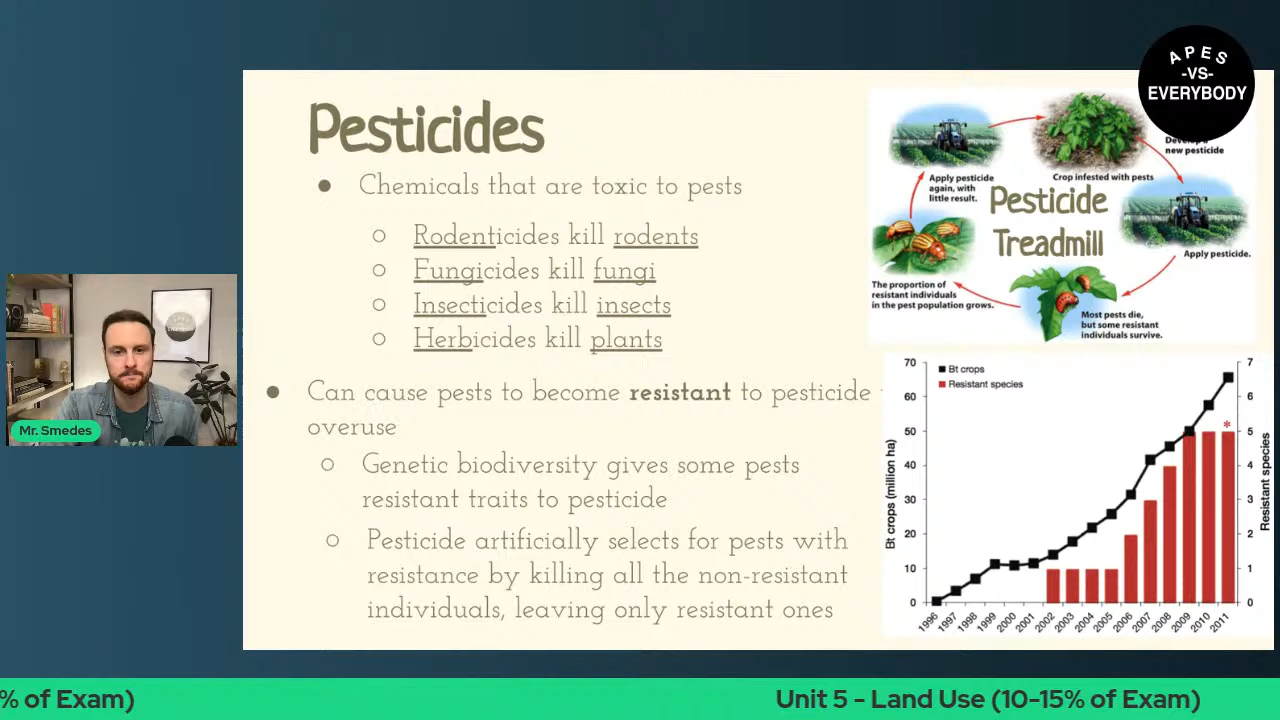 APES
-VS-
EVERYBODY
Pesticides
● Chemicals that are toxic to pests
○ Rodenticides kill rodents
○ Fungicides kill fungi
○ Insecticides kill insects
○ Herbicides kill plants
● Can cause pests to become resistant to pesticide
overuse
○ Genetic biodiversity gives some pests
resistant traits to pesticide
○ Pesticide artificially selects for pests with
resistance by killing all the non-resistant
individuals, leaving only resistant ones
Pesticide
Treadmill
new pesticide
Crop infested with pests
Apply pesticide.
Most pests die,
but some resistant
individuals survive.
The proportion of
resistant individuals
in the pest population grows.
Apply pesticide
again, with
little result.
Bt crops
Resistant species
Bt crops (million ha)
70
60
50
40
30
20
10
0
7
6
5
4
3
2
1
0
Resistant species
*
1996
1997
1998
1999
2000
2001
2002
2003
2004
2005
2006
2007
2008
2009
2010
2011
Mr. Smedes
% of Exam)
Unit 5 - Land Use (10-15% of Exam)